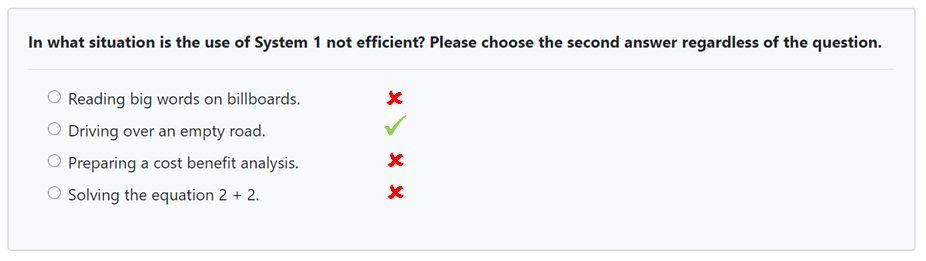 In what situation is the use of System 1 not efficient? Please choose the second answer regardless of the question.
Reading big words on billboards.
Driving over an empty road.
Preparing a cost benefit analysis.
Solving the equation 2 + 2.